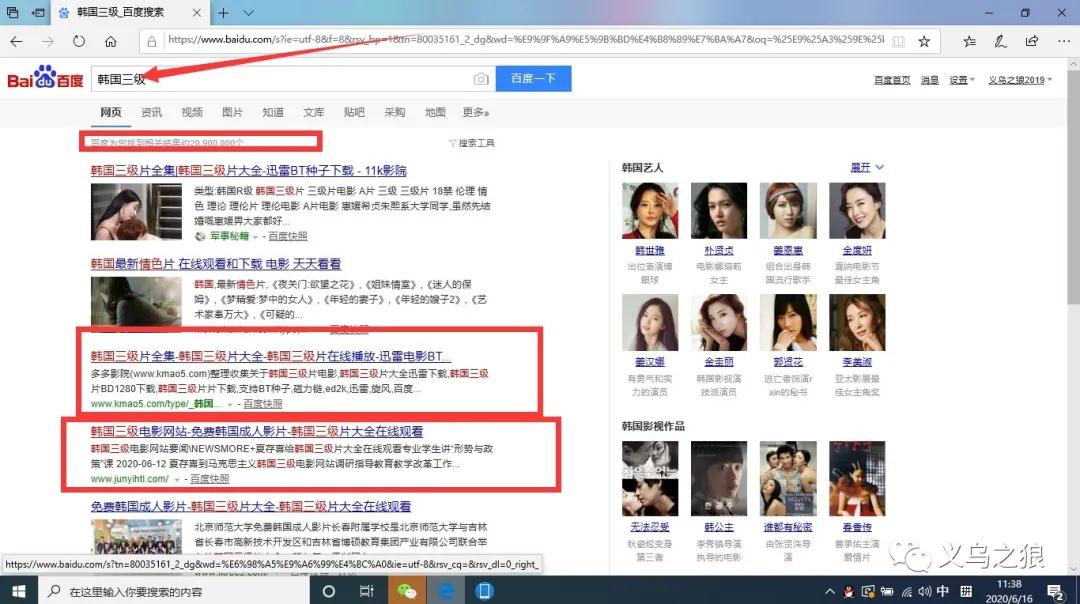 韩国三级_百度搜索
https://www.baidu.com/s?ie=utf-8&f=8&rsv_bp=1&tn=80035161_2_dg&wd=%E9%9F%A9%E5%9B%BD%E4%B8%89%E7%BA%A7&oq=%25E9%25A3%259E%25l
Bai du 百度
韩国三级
百度一下
百度首页 消息 设置 义乌之狼2019
网页 资讯 视频 图片 知道 文库 贴吧 采购 地图 更多»
百度为您找到相关结果约20,900,000个
搜索工具
韩国三级片全集|韩国三级片大全-迅雷BT种子下载 - 11k影院
类型:韩国R级 韩国三级片 三级片电影 A片 三级 三级片 18禁 伦理 情
色 理论 理论片 理论电影 A片电影 惠媛希贞朱熙系大学同学,虽然先结
婚嘅惠媛畀大家都好...
军事秘籍 - 百度快照
韩国最新情色片 在线观看和下载 电影 天天看看
韩国,最新情色片,《夜关门:欲望之花》,《姐妹情室》,《迷人的保
姆》,《梦精爱:梦中的女人》,《年轻的妻子》,《年轻的嫂子2》,《艺
术家事万大》,《可疑的...
百度快照
韩国三级片全集-韩国三级片大全-韩国三级片在线播放-迅雷电影BT...
多多影院(www.kmao5.com)整理收集关于韩国三级片电影,韩国三级片大全迅雷下载,韩国三级
片BD1280下载,韩国三级片片下载,支持BT种子,磁力链,ed2k,迅雷,旋风,百度...
www.kmao5.com/type/_韩国... - 百度快照
韩国三级电影网站-免费韩国成人影片-韩国三级片大全在线观看
韩国三级电影网站要闻\NEWSMORE+夏存喜给韩国三级片大全在线观看专业学生讲"形势与政
策"课 2020-06-12 夏存喜到马克思主义韩国三级电影网站调研指导教育教学改革工作...
www.junyihtl.com/ - 百度快照
免费韩国成人影片-韩国三级片大全-韩国三级片大全在线观看
北京师范大学免费韩国成人影片长春附属学校是北京师范大学与吉林
省长春市高新技术开发区和吉林省博硕教育集团产业有限公司联合举
韩国艺人
展开
韩世雅 朴贤贞 姜恩惠 全度妍
出位表演博 电影娜塔莉 组合出身韩 戛纳电影节
眼球 女主 国流行歌手 最佳女主角
姜汉娜 金圭丽 郭贤花 李美淑
有勇气和实 韩国影视演 逃亡者饰演r 亚太影展最
力的演员 技派演员 ain的秘书 佳女主角奖
韩国影视作品
无法忍受 韩公主 谁都有秘密 春香传
秋瓷炫变身 李秀镇导演 由张贤洙导 曹承佑主演
第三者 执导的电影 演 爱情片
义乌之狼
https://www.baidu.com/s?tn=80035161_2_dg&wd=%E6%98%A5%E9%A6%99%E4%BC%A0&ie=utf-8&rsv_cq=&rsv_dl=0_right_
在这里输入你要搜索的内容
中
11:38
2020/6/16
2